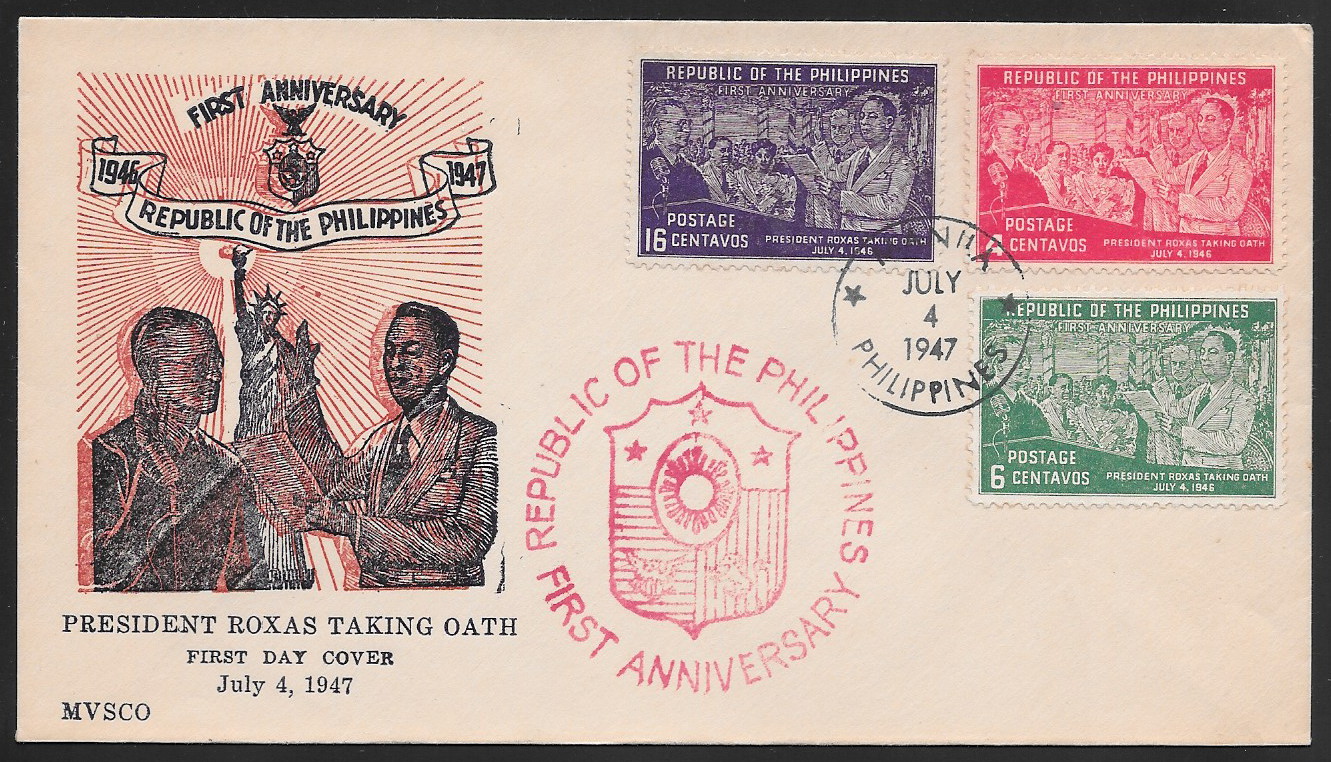 FIRST ANNIVERSARY
1946
1947
REPUBLIC OF THE PHILIPPINES
PRESIDENT ROXAS TAKING OATH
FIRST DAY COVER
July 4, 1947
MVSCO
REPUBLIC OF THE PHILIPPINES
FIRST ANNIVERSARY
POSTAGE
16 CENTAVOS
PRESIDENT ROXAS TAKING OATH
JULY 4, 1946
REPUBLIC OF THE PHILIPPINES
FIRST ANNIVERSARY
POSTAGE
4 CENTAVOS
PRESIDENT ROXAS TAKING OATH
JULY 4, 1946
MANILA
JULY
4
1947
PHILIPPINES
REPUBLIC OF THE PHILIPPINES
FIRST ANNIVERSARY
POSTAGE
6 CENTAVOS
PRESIDENT ROXAS TAKING OATH
JULY 4, 1946
REPUBLIC OF THE PHILIPPINES
FIRST ANNIVERSARY